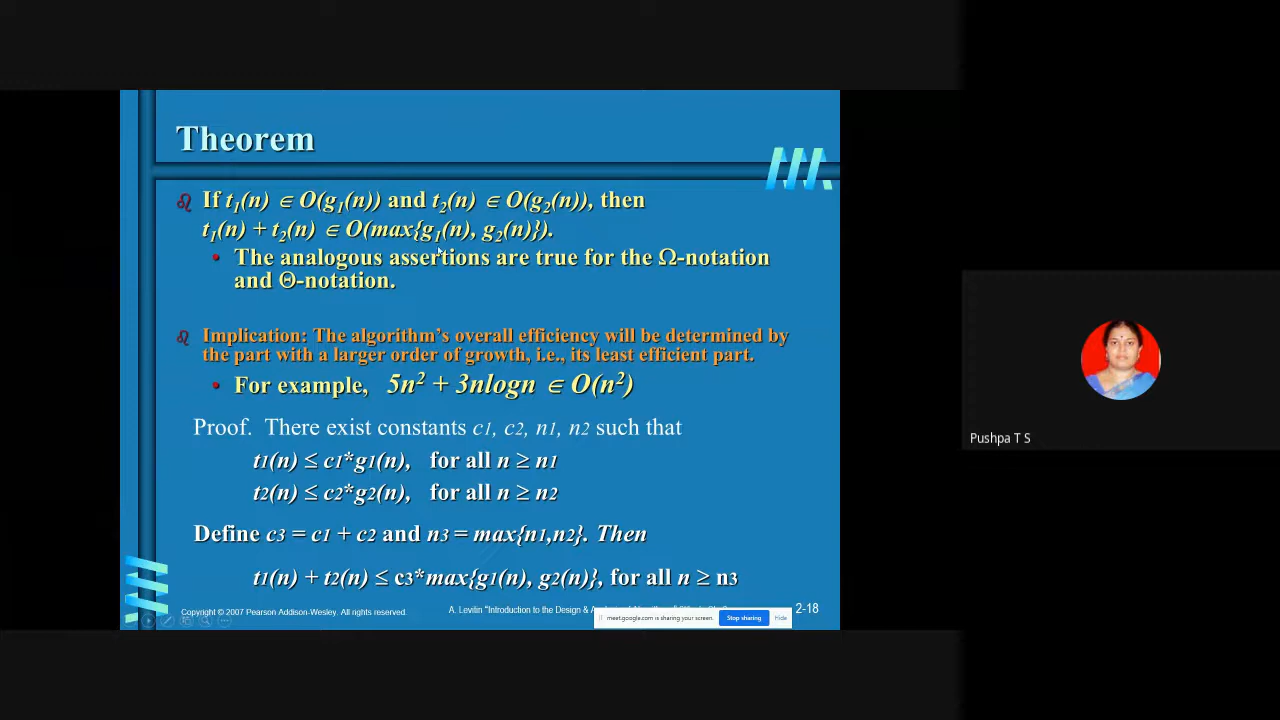 Theorem
If t1(n) ∈ O(g1(n)) and t2(n) ∈ O(g2(n)), then
t1(n) + t2(n) ∈ O(max{g1(n), g2(n)}).
• The analogous assertions are true for the Ω-notation
and Θ-notation.
Implication: The algorithm's overall efficiency will be determined by
the part with a larger order of growth, i.e., its least efficient part.
• For example, 5n² + 3nlogn ∈ O(n²)
Proof. There exist constants c1, c2, n1, n2 such that
t1(n) ≤ c1*g1(n), for all n ≥ n1
t2(n) ≤ c2*g2(n), for all n ≥ n2
Define c3 = c1 + c2 and n3 = max{n1,n2}. Then
t1(n) + t2(n) ≤ c3*max{g1(n), g2(n)}, for all n ≥ n3
Copyright © 2007 Pearson Addison-Wesley. All rights reserved.
A. Levitin "Introduction to the Design &
2-18
meet.google.com is sharing your screen.
Stop sharing
Hide
Pushpa T S